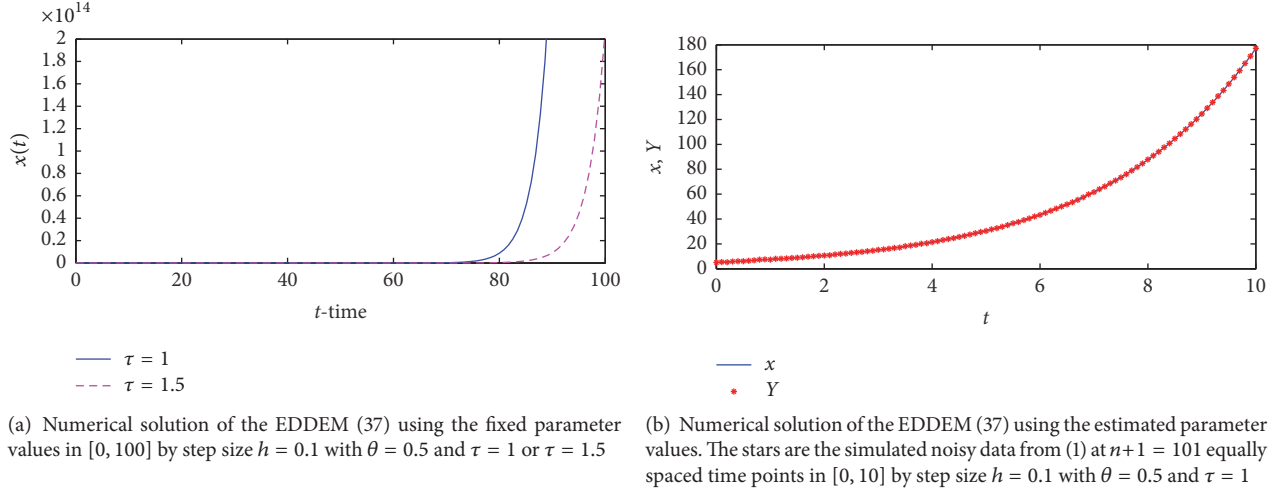 ×10^14
2
1.8
1.6
1.4
1.2
1
0.8
0.6
0.4
0.2
0
x(t)
0 20 40 60 80 100
t-time
τ = 1
τ = 1.5
(a) Numerical solution of the EDDEM (37) using the fixed parameter
values in [0, 100] by step size h = 0.1 with θ = 0.5 and τ = 1 or τ = 1.5
180
160
140
120
100
80
60
40
20
0
x, Y
0 2 4 6 8 10
t
x
Y
(b) Numerical solution of the EDDEM (37) using the estimated parameter
values. The stars are the simulated noisy data from (1) at n+1 = 101 equally
spaced time points in [0, 10] by step size h = 0.1 with θ = 0.5 and τ = 1